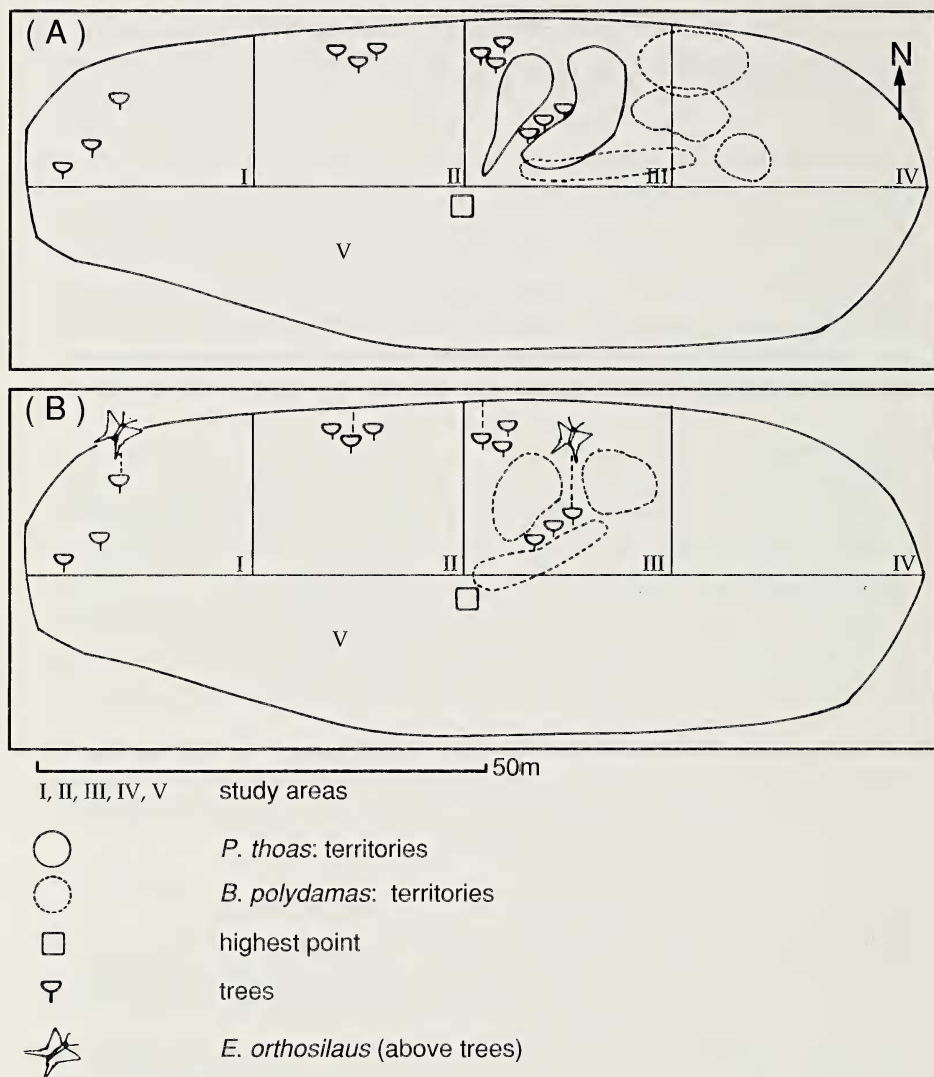 (A)
N
I
II
III
IV
V
(B)
I
II
III
IV
V
50m
I, II, III, IV, V study areas
P. thoas: territories
B. polydamas: territories
highest point
trees
E. orthosilaus (above trees)